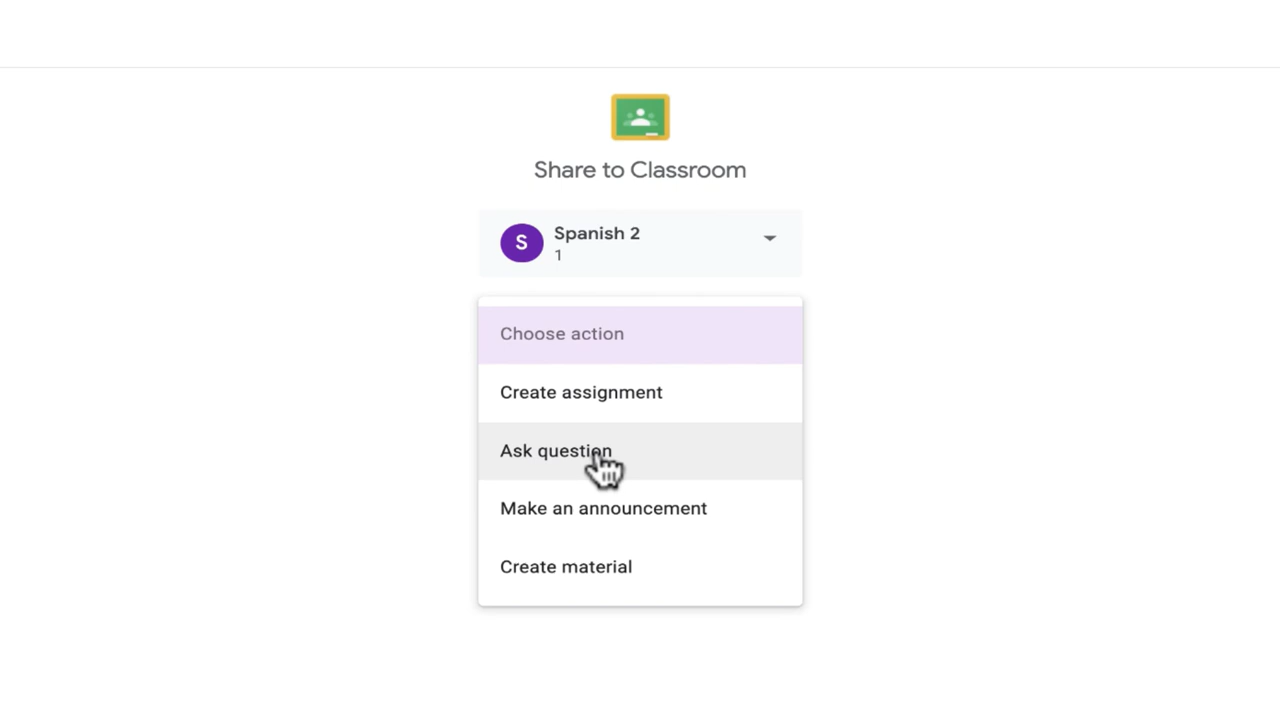 Share to Classroom
S
Spanish 2
1
Choose action
Create assignment
Ask question
Make an announcement
Create material